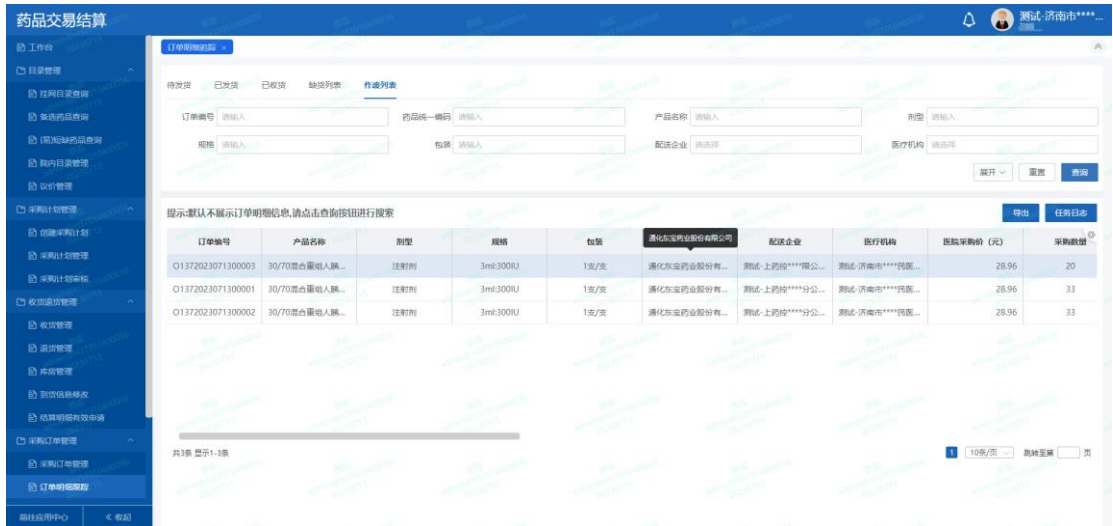 药品交易结算
测试-济南市****...
工作台
订单明细跟踪 ×
目录管理
挂网目录查询
备选药品查询
(易)短缺药品查询
院内目录管理
议价管理
采购计划管理
创建采购计划
采购计划管理
采购计划审核
收货退货管理
收货管理
退货管理
库房管理
到货信息修改
结算明细有效申请
采购订单管理
采购订单管理
订单明细跟踪
前往应用中心 《 收起
待发货 已发货 已收货 缺货列表 作废列表
订单编号 请输入 药品统一编码 请输入 产品名称 请输入 剂型 请输入
规格 请输入 包装 请输入 配送企业 请选择 医疗机构 请选择
展开 重置 查询
提示:默认不展示订单明细信息,请点击查询按钮进行搜索 导出 任务日志
通化东宝药业股份有限公司
订单编号 产品名称 剂型 规格 包装 配送企业 医疗机构 医院采购价（元） 采购数量
O1372023071300003 30/70混合重组人胰... 注射剂 3ml:300IU 1支/支 通化东宝药业股份有... 测试-上药控****限公... 测试-济南市****民医... 28.96 20
O1372023071300001 30/70混合重组人胰... 注射剂 3ml:300IU 1支/支 通化东宝药业股份有... 测试-上药控****分公... 测试-济南市****民医... 28.96 33
O1372023071300002 30/70混合重组人胰... 注射剂 3ml:300IU 1支/支 通化东宝药业股份有... 测试-上药控****分公... 测试-济南市****民医... 28.96 33
共3条 显示1-3条 1 10条/页 跳转至第 页